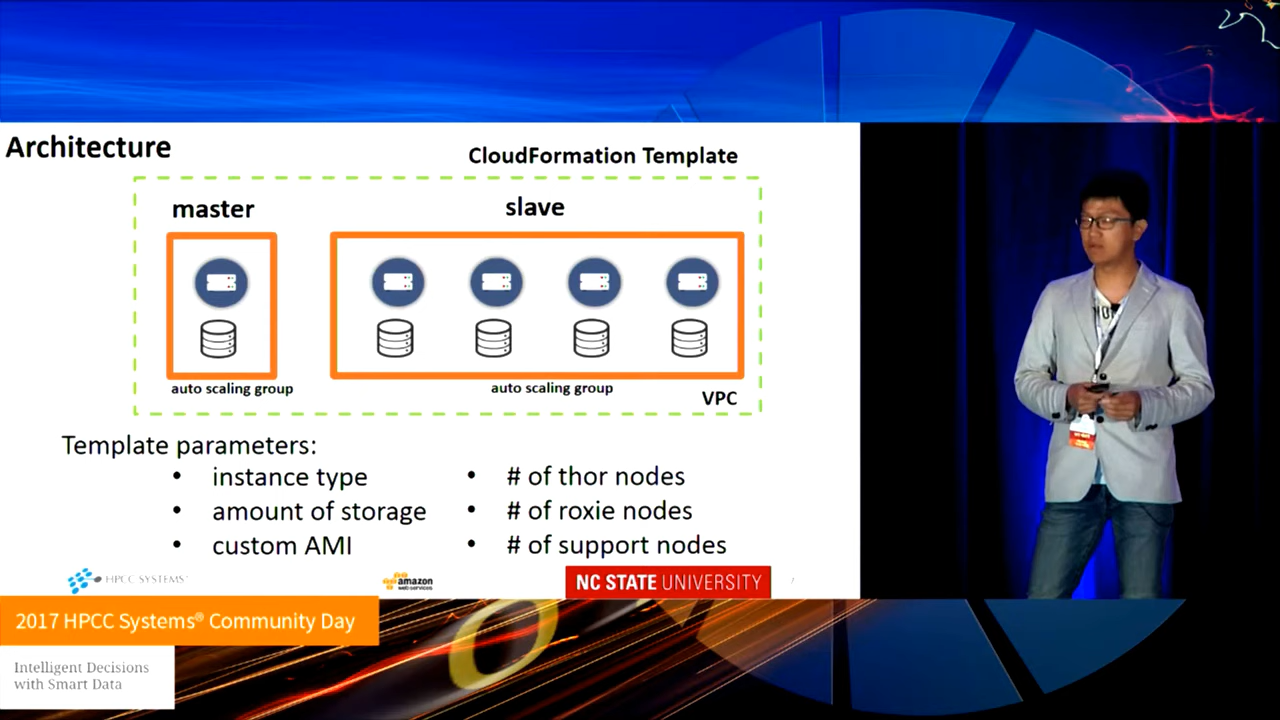 Architecture
CloudFormation Template
master
slave
auto scaling group
auto scaling group
VPC
Template parameters:
• instance type
• amount of storage
• custom AMI
• # of thor nodes
• # of roxie nodes
• # of support nodes
HPCC SYSTEMS
amazon
web services
NC STATE UNIVERSITY
2017 HPCC Systems® Community Day
Intelligent Decisions
with Smart Data